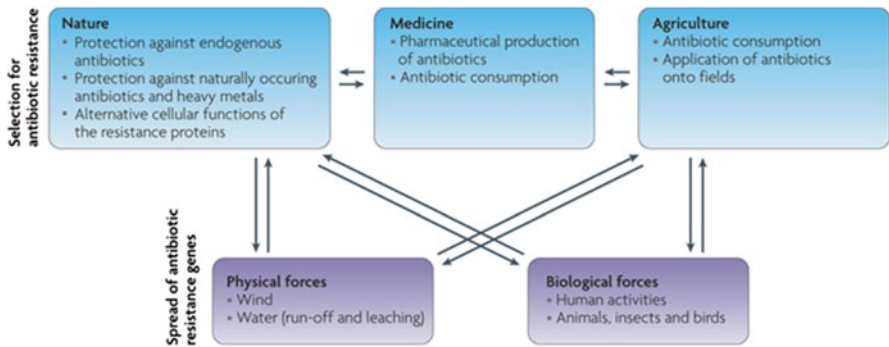 Selection for
antibiotic resistance
Nature
• Protection against endogenous
antibiotics
• Protection against naturally occuring
antibiotics and heavy metals
• Alternative cellular functions of
the resistance proteins
Medicine
• Pharmaceutical production
of antibiotics
• Antibiotic consumption
Agriculture
• Antibiotic consumption
• Application of antibiotics
onto fields
Spread of antibiotic
resistance genes
Physical forces
• Wind
• Water (run-off and leaching)
Biological forces
• Human activities
• Animals, insects and birds